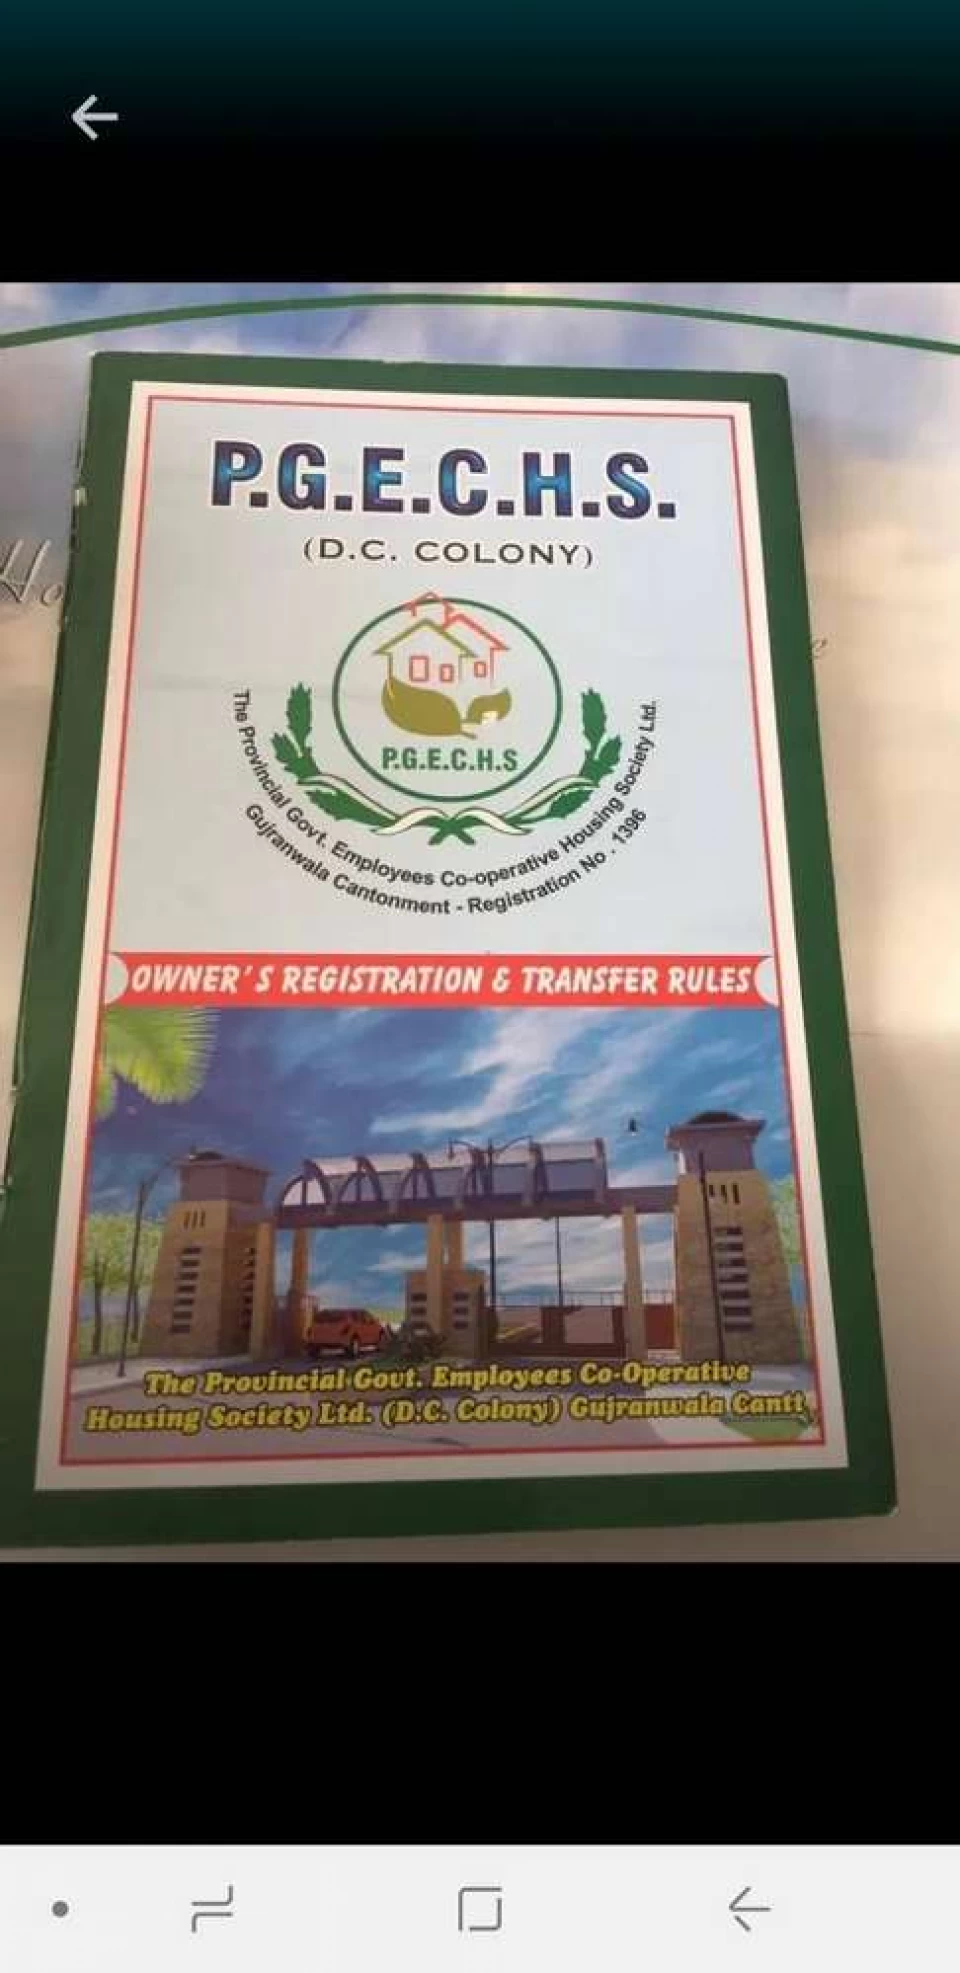 P.G.E.C.H.S.
(D.C. COLONY)
P.G.E.C.H.S
The Provincial Govt. Employees Co-operative Housing Society Ltd.
Gujranwala Cantonment - Registration No . 1396
OWNER'S REGISTRATION & TRANSFER RULES
The Provincial Govt. Employees Co-Operative
Housing Society Ltd. (D.C. Colony) Gujranwala Cantt